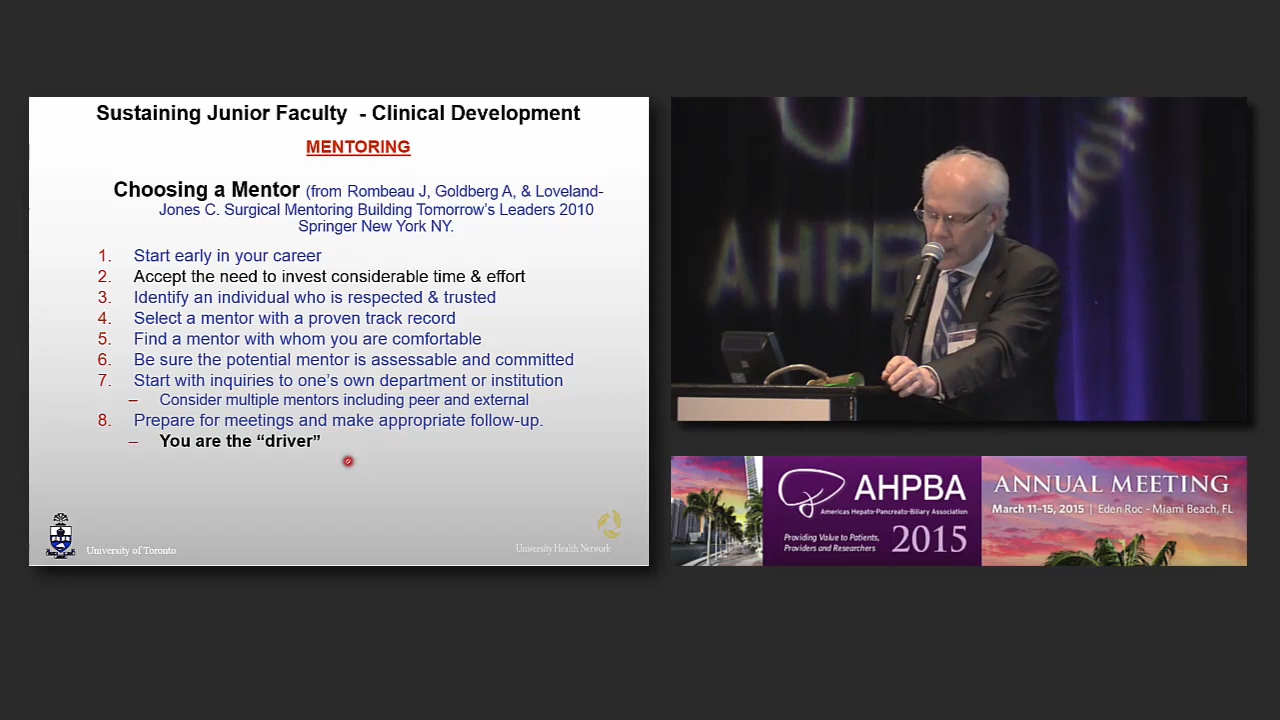 Sustaining Junior Faculty - Clinical Development
MENTORING
Choosing a Mentor (from Rombeau J, Goldberg A, & Loveland-
Jones C. Surgical Mentoring Building Tomorrow's Leaders 2010
Springer New York NY.
1. Start early in your career
2. Accept the need to invest considerable time & effort
3. Identify an individual who is respected & trusted
4. Select a mentor with a proven track record
5. Find a mentor with whom you are comfortable
6. Be sure the potential mentor is assessable and committed
7. Start with inquiries to one's own department or institution
– Consider multiple mentors including peer and external
8. Prepare for meetings and make appropriate follow-up.
– You are the “driver”
University of Toronto
University Health Network
AHPB
tion
AHPBA
Americas Hepato-Pancreato-Biliary Association
Providing Value to Patients,
Providers and Researchers
2015
ANNUAL MEETING
March 11-15, 2015 | Eden Roc - Miami Beach, FL